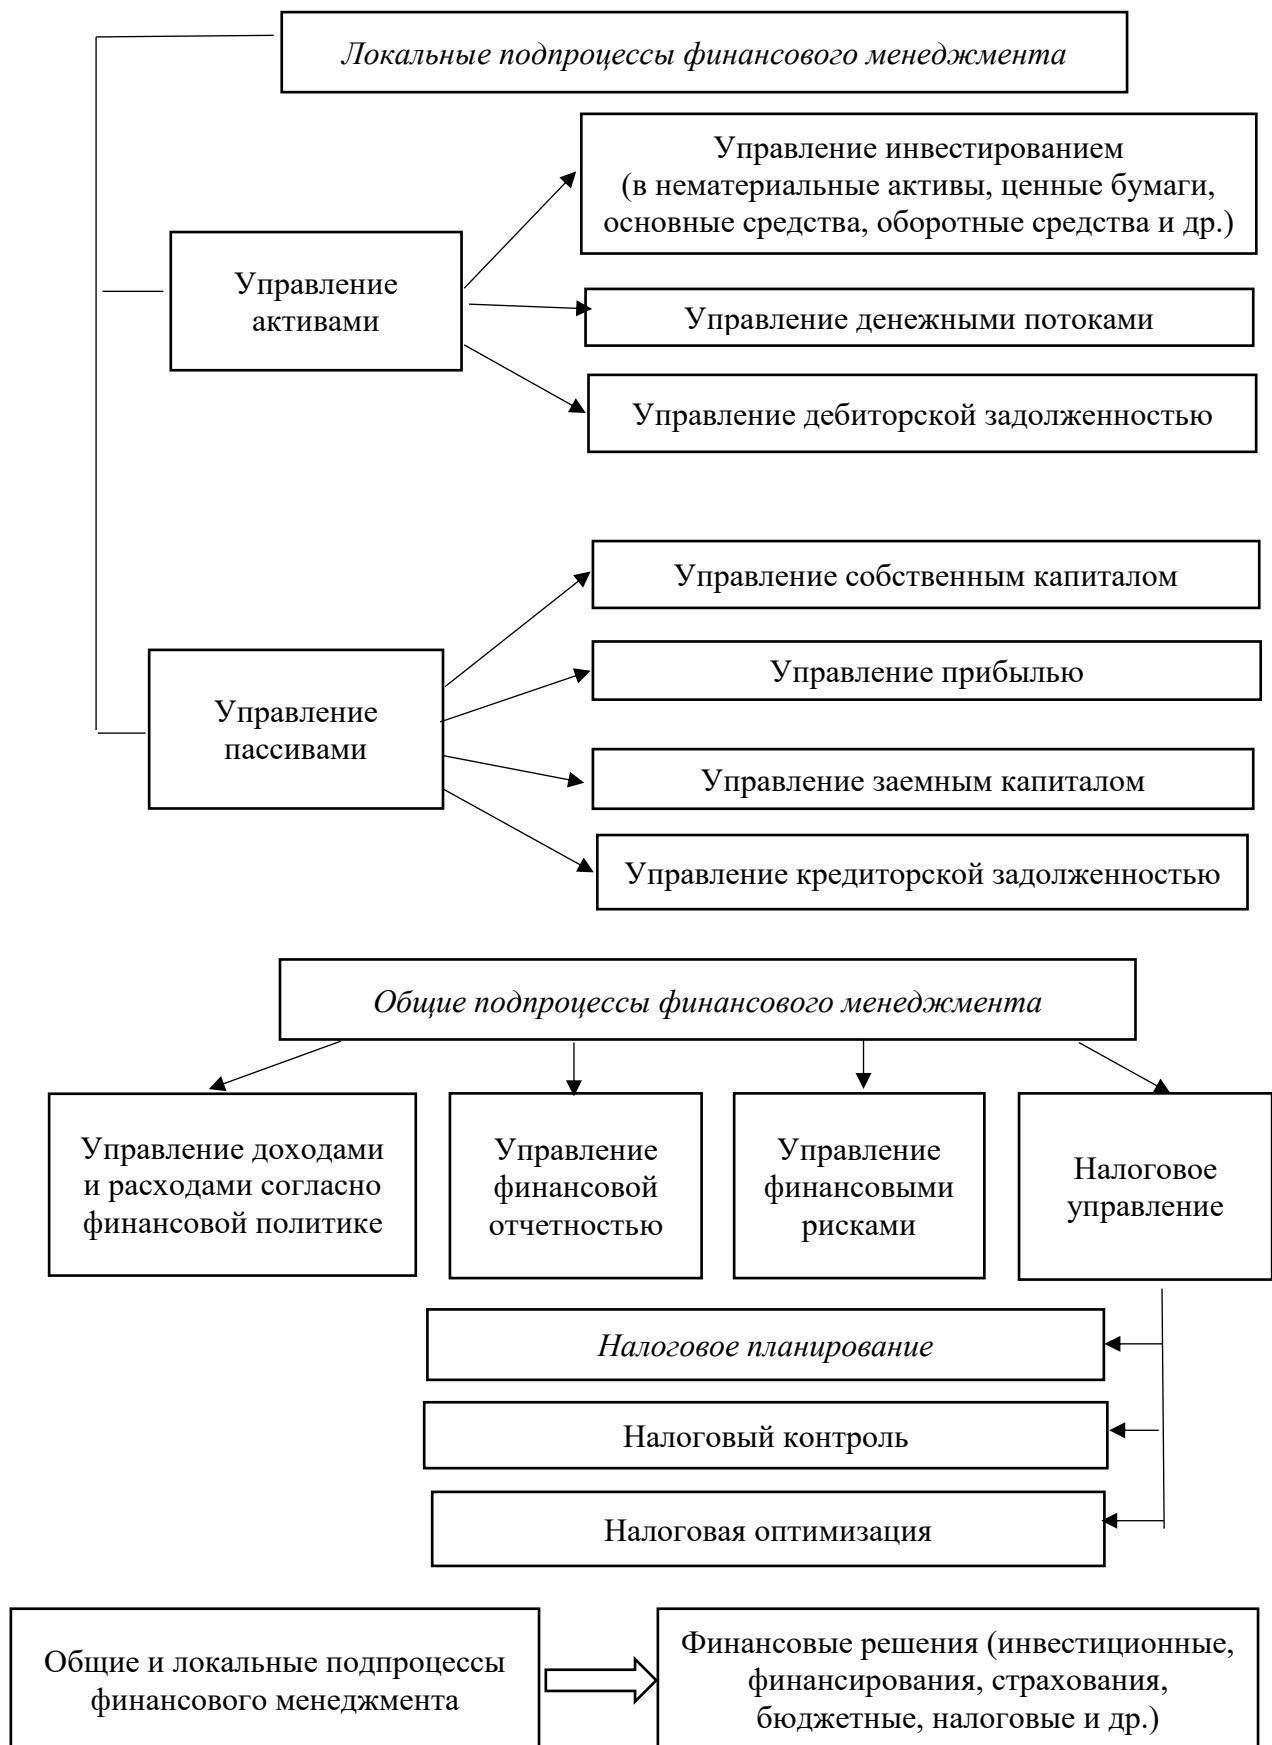 Локальные подпроцессы финансового менеджмента
Управление инвестированием
(в нематериальные активы, ценные бумаги,
основные средства, оборотные средства и др.)
Управление
активами
Управление денежными потоками
Управление дебиторской задолженностью
Управление собственным капиталом
Управление прибылью
Управление
пассивами
Управление заемным капиталом
Управление кредиторской задолженностью
Общие подпроцессы финансового менеджмента
Управление доходами
и расходами согласно
финансовой политике
Управление
финансовой
отчетностью
Управление
финансовыми
рисками
Налоговое
управление
Налоговое планирование
Налоговый контроль
Налоговая оптимизация
Общие и локальные подпроцессы
финансового менеджмента
Финансовые решения (инвестиционные,
финансирования, страхования,
бюджетные, налоговые и др.)